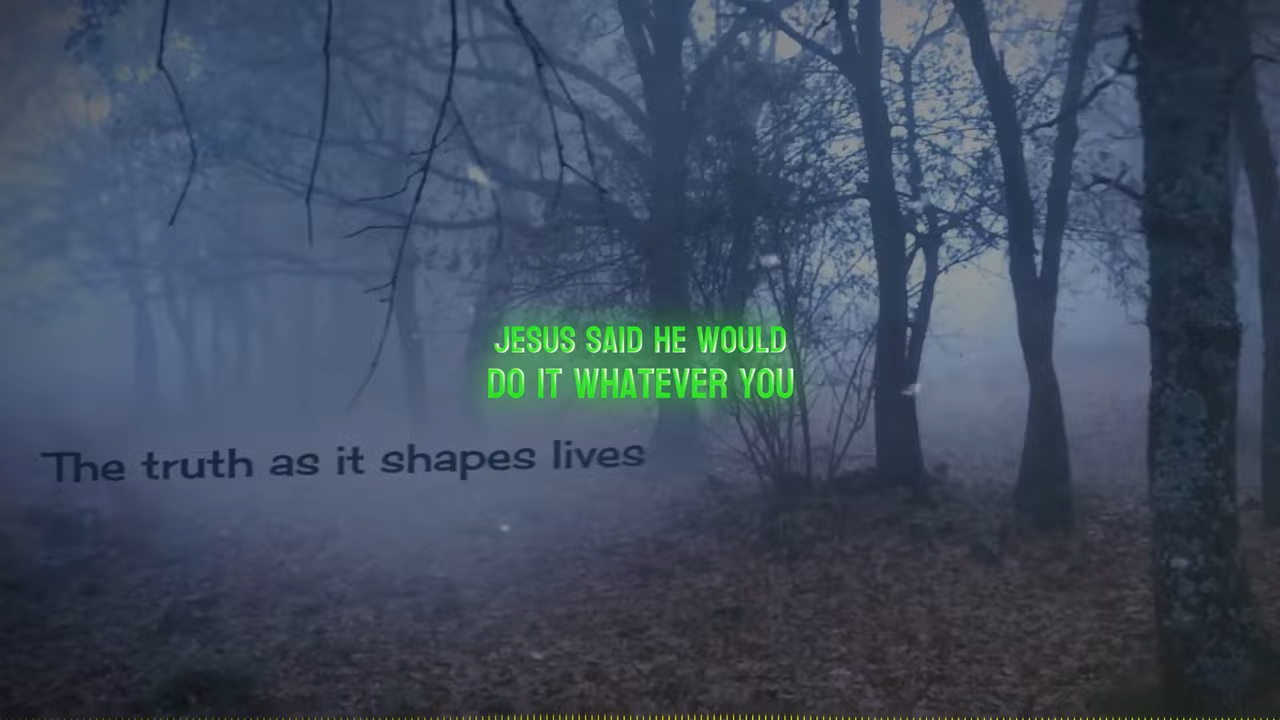 JESUS SAID HE WOULD
DO IT WHATEVER YOU
The truth as it shapes lives